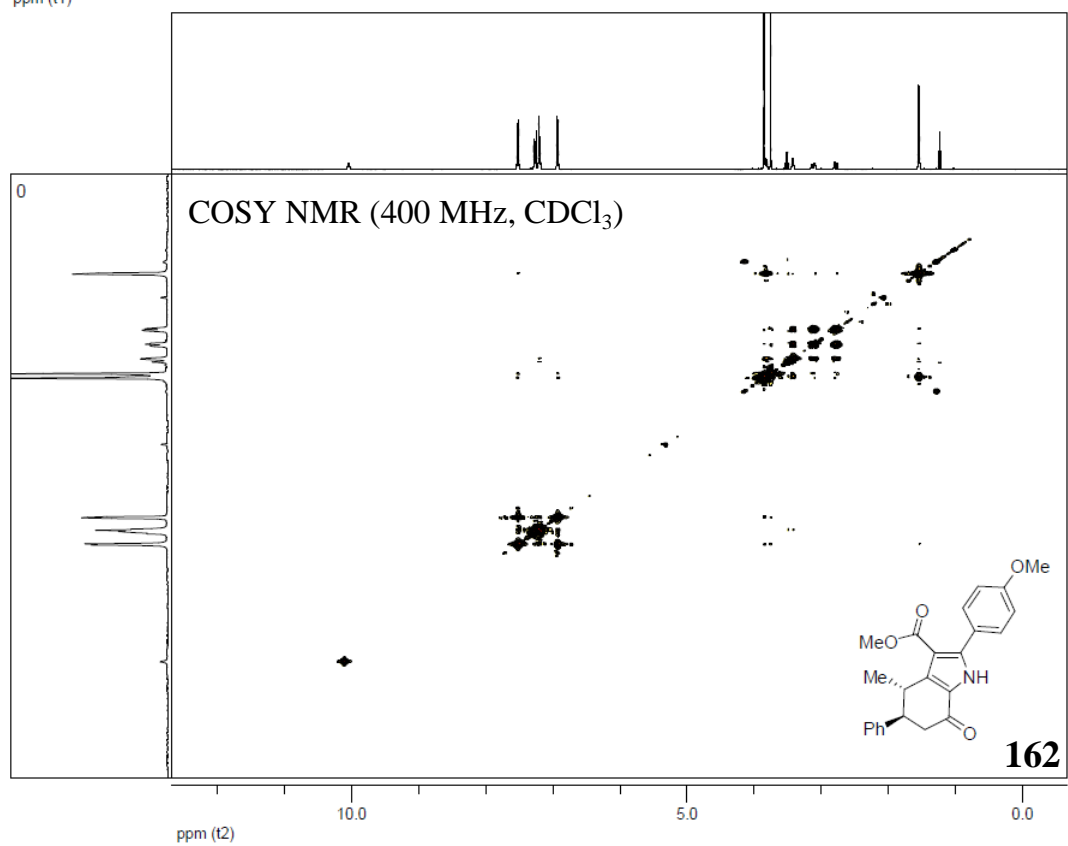 ppm (t1)
0
COSY NMR (400 MHz, CDCl₃)
OMe
O
MeO
Me
NH
Ph
O
162
10.0 5.0 0.0
ppm (t2)